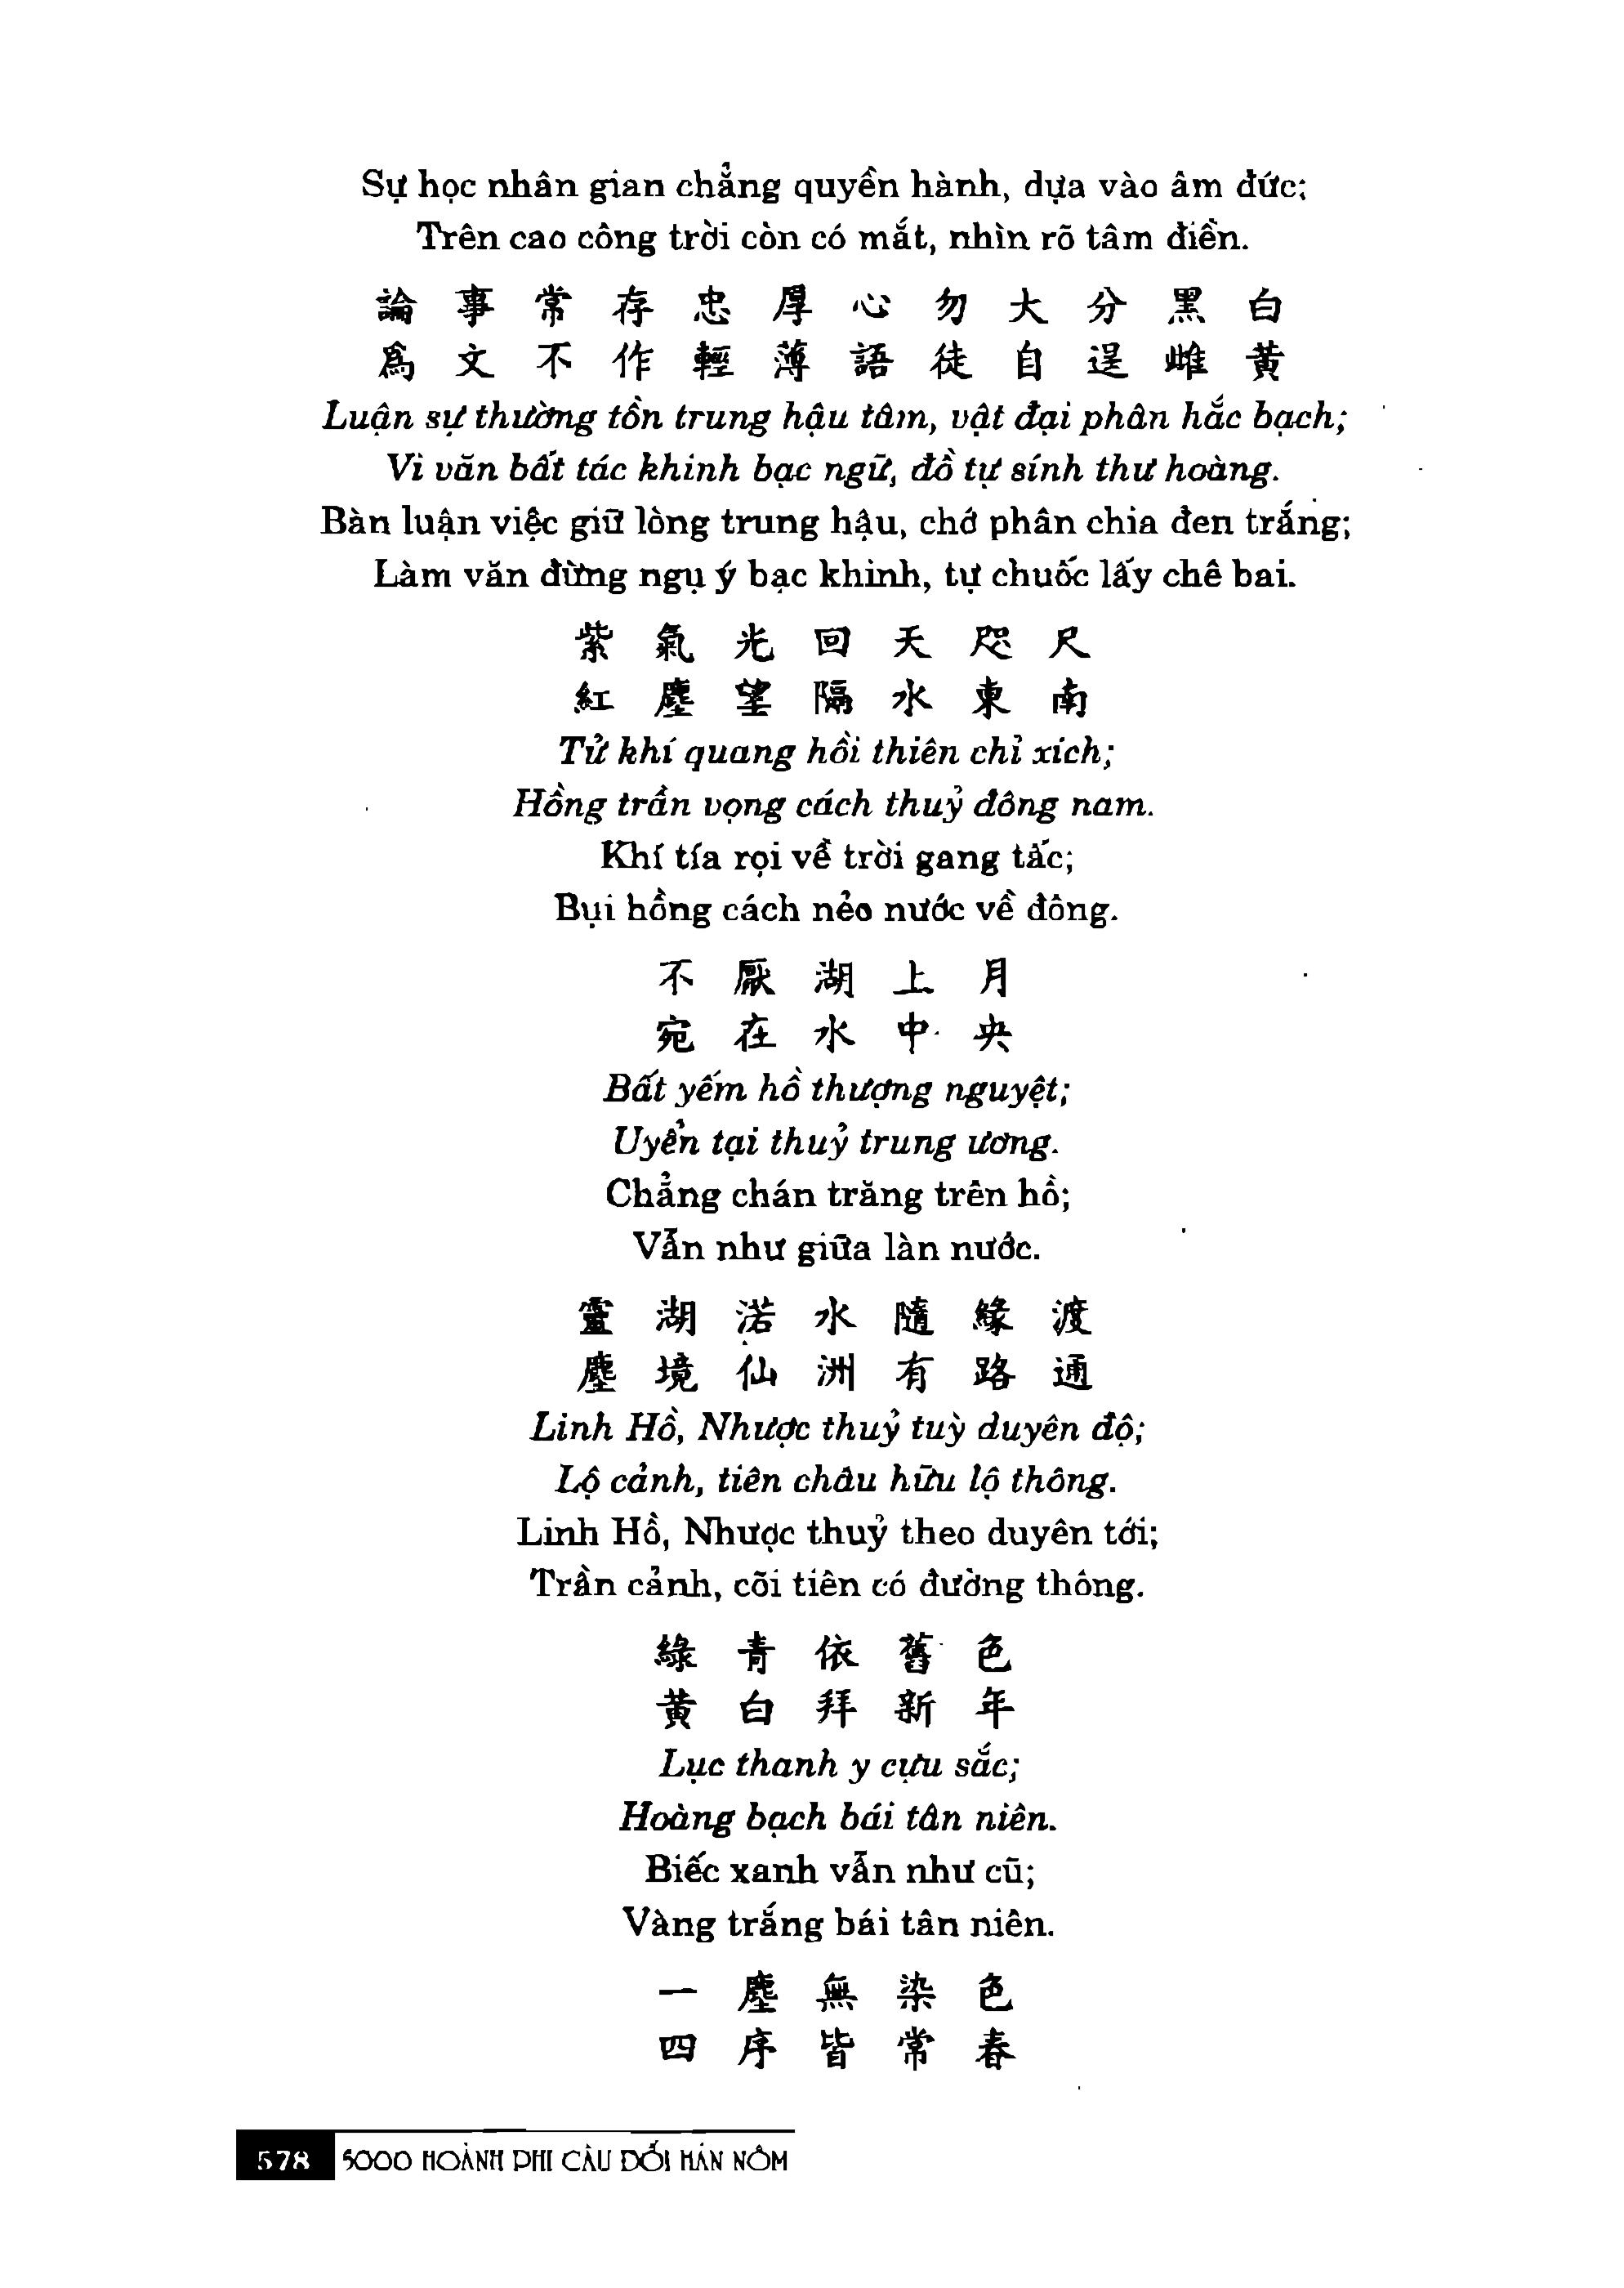 Sự học nhân gian chẳng quyền hành, dựa vào âm đức;
Trên cao công trời còn có mắt, nhìn rõ tâm điền.
論 事 常 存 忠 厚 心 勿 大 分 黑 白
爲 文 不 作 輕 薄 語 徒 自 逞 雌 黃
Luận sự thường tồn trung hậu tâm, vật đại phân hắc bạch;
Vi văn bất tác khinh bạc ngữ, đồ tự sính thư hoàng.
Bàn luận việc giữ lòng trung hậu, chớ phân chia đen trắng;
Làm văn đừng ngụ ý bạc khinh, tự chuốc lấy chê bai.
紫 氣 光 回 天 咫 尺
紅 塵 望 隔 水 東 南
Tử khí quang hồi thiên chỉ xích;
Hồng trần vọng cách thuỷ đông nam.
Khí tía rọi về trời gang tấc;
Bụi hồng cách nẻo nước về đông.
不 厭 湖 上 月
宛 在 水 中 央
Bất yếm hồ thượng nguyệt;
Uyển tại thuỷ trung ương.
Chẳng chán trăng trên hồ;
Vẫn như giữa làn nước.
靈 湖 渃 水 隨 緣 渡
塵 境 仙 洲 有 路 通
Linh Hồ, Nhược thuỷ tuỳ duyên độ;
Lộ cảnh, tiên châu hữu lộ thông.
Linh Hồ, Nhược thuỷ theo duyên tới;
Trần cảnh, cõi tiên có đường thông.
綠 青 依 舊 色
黃 白 拜 新 年
Lục thanh y cựu sắc;
Hoàng bạch bái tân niên.
Biếc xanh vẫn như cũ;
Vàng trắng bái tân niên.
一 塵 無 染 色
四 序 皆 常 春
578 5000 HOÀNH PHI CÂU ĐỐI HÁN NÔM